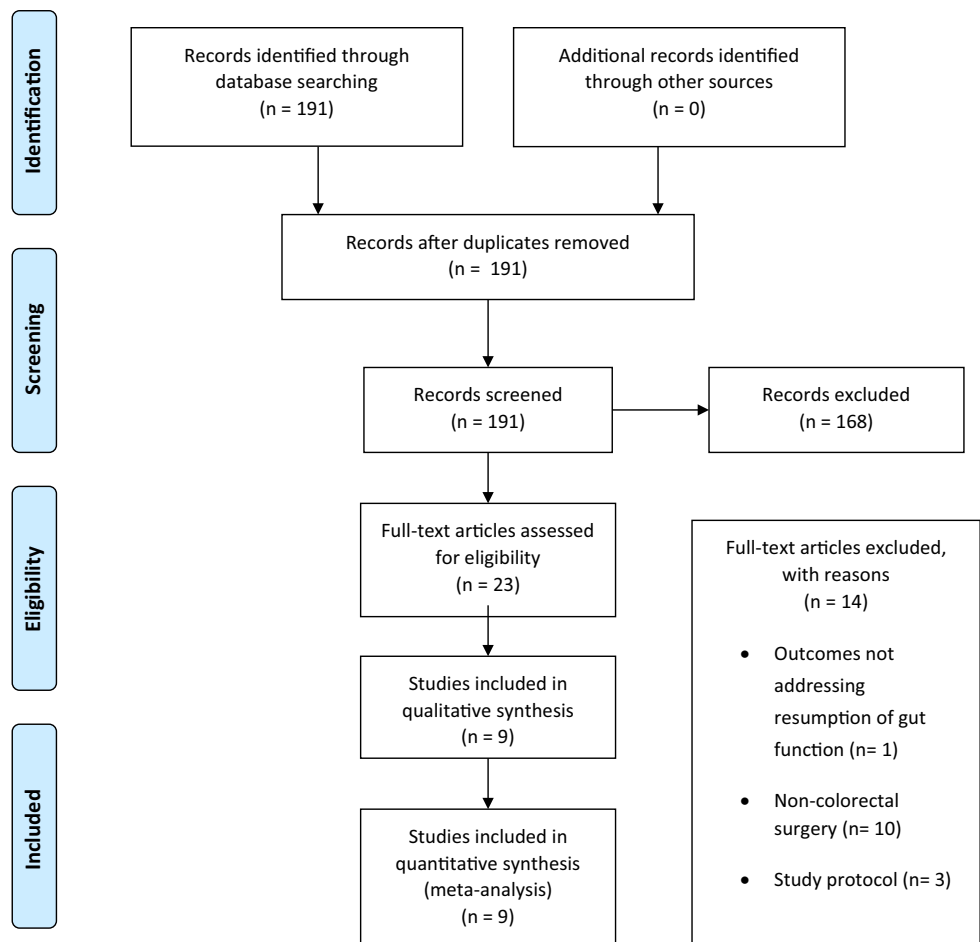 Identification
Records identified through
database searching
(n = 191)
Additional records identified
through other sources
(n = 0)
Records after duplicates removed
(n = 191)
Screening
Records screened
(n = 191)
Records excluded
(n = 168)
Eligibility
Full-text articles assessed
for eligibility
(n = 23)
Full-text articles excluded,
with reasons
(n = 14)
• Outcomes not
addressing
resumption of gut
function (n= 1)
• Non-colorectal
surgery (n= 10)
• Study protocol (n= 3)
Studies included in
qualitative synthesis
(n = 9)
Included
Studies included in
quantitative synthesis
(meta-analysis)
(n = 9)